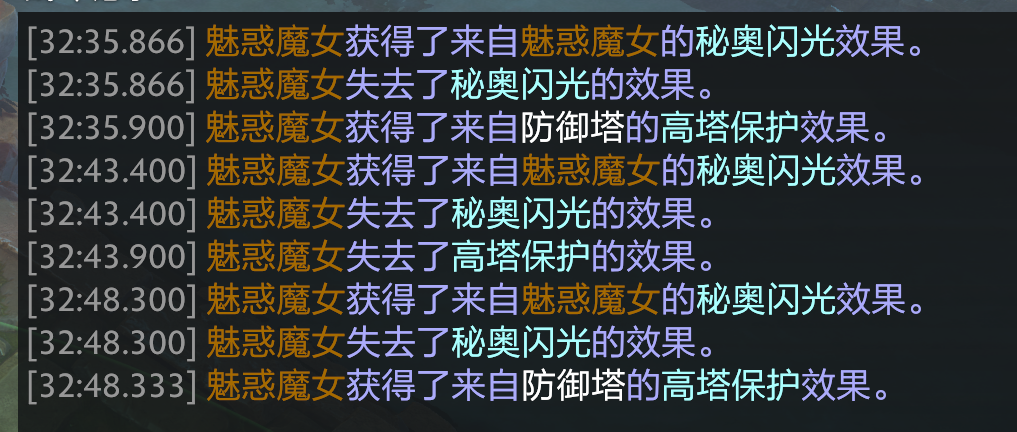 [32:35.866] 魅惑魔女获得了来自魅惑魔女的秘奥闪光效果。
[32:35.866] 魅惑魔女失去了秘奥闪光的效果。
[32:35.900] 魅惑魔女获得了来自防御塔的高塔保护效果。
[32:43.400] 魅惑魔女获得了来自魅惑魔女的秘奥闪光效果。
[32:43.400] 魅惑魔女失去了秘奥闪光的效果。
[32:43.900] 魅惑魔女失去了高塔保护的效果。
[32:48.300] 魅惑魔女获得了来自魅惑魔女的秘奥闪光效果。
[32:48.300] 魅惑魔女失去了秘奥闪光的效果。
[32:48.333] 魅惑魔女获得了来自防御塔的高塔保护效果。